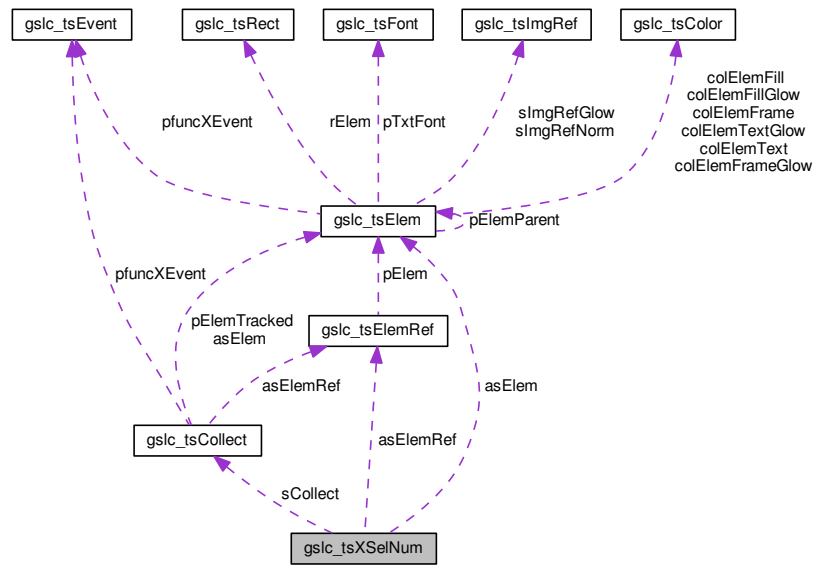 gslc_tsEvent
gslc_tsRect
gslc_tsFont
gslc_tsImgRef
gslc_tsColor
pfuncXEvent
rElem
pTxtFont
sImgRefGlow
sImgRefNorm
colElemFill
colElemFillGlow
colElemFrame
colElemTextGlow
colElemText
colElemFrameGlow
gslc_tsElem
pElemParent
pfuncXEvent
pElem
pElemTracked
asElem
gslc_tsElemRef
asElemRef
asElem
gslc_tsCollect
asElemRef
sCollect
gslc_tsXSelNum